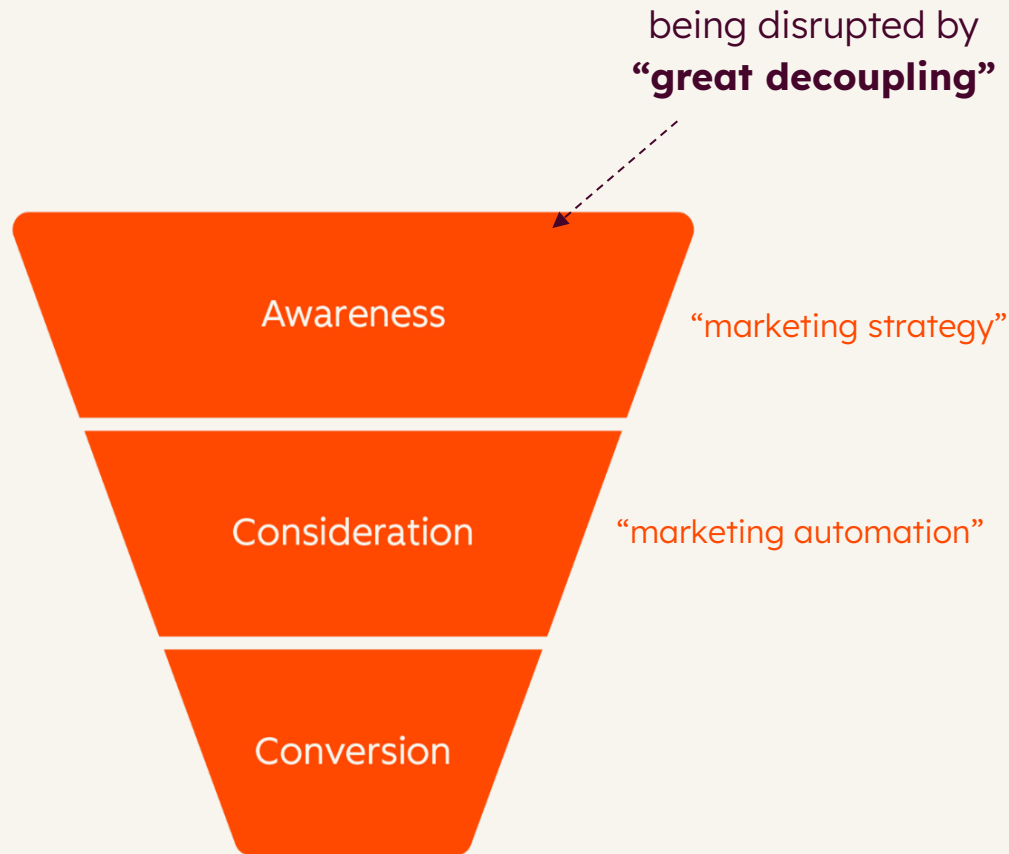 being disrupted by
“great decoupling”
Awareness
“marketing strategy”
Consideration
“marketing automation”
Conversion